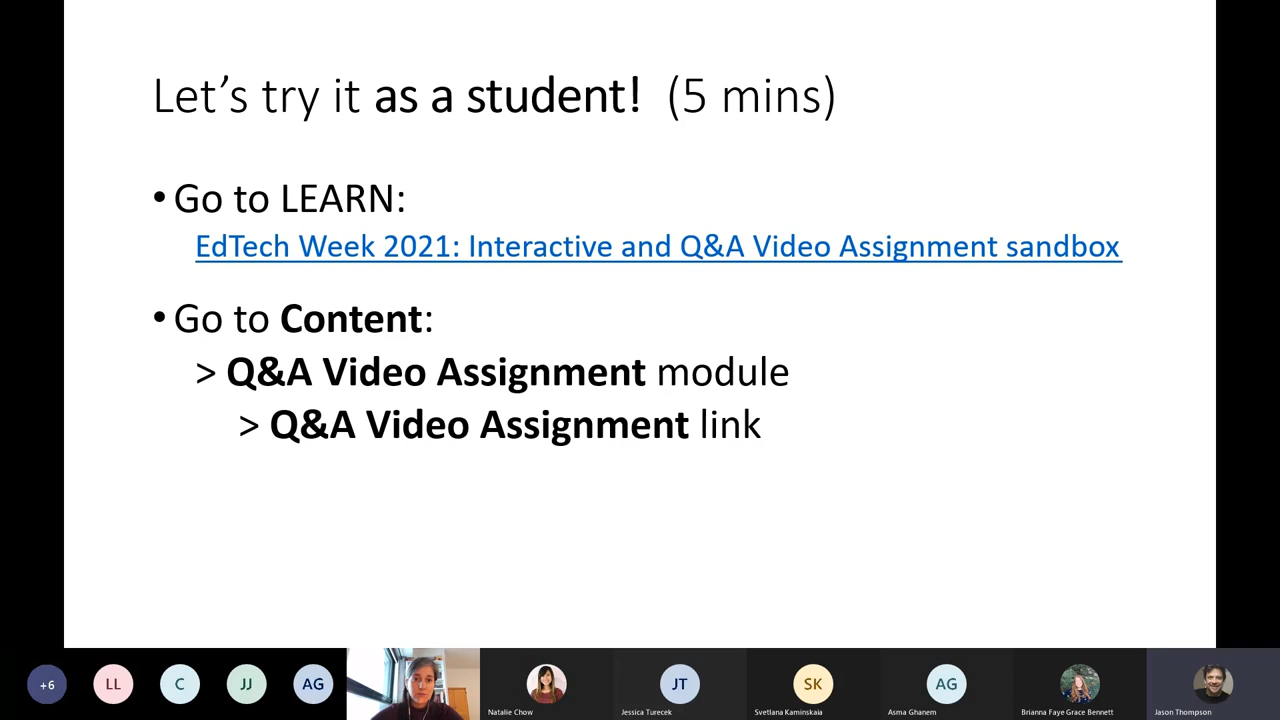 Let's try it as a student! (5 mins)
• Go to LEARN:
EdTech Week 2021: Interactive and Q&A Video Assignment sandbox
• Go to Content:
> Q&A Video Assignment module
> Q&A Video Assignment link
+6
LL
C
JJ
AG
JT
SK
AG
Natalie Chow
Jessica Turecek
Svetlana Kaminskaia
Asma Ghanem
Brianna Faye Grace Bennett
Jason Thompson